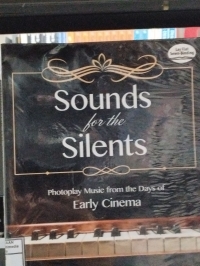 Sounds
for the
Silents
Photoplay Music from the Days of
Early Cinema